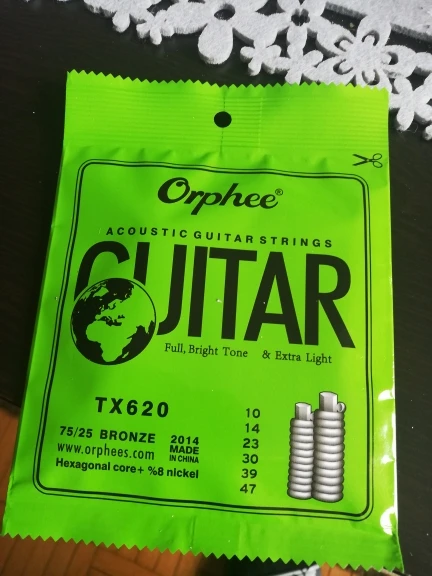 Orphee®
ACOUSTIC GUITAR STRINGS
GUITAR
Full, Bright Tone & Extra Light
TX620
75/25 BRONZE
www.orphees.com
Hexagonal core+ %8 nickel
2014
MADE
IN CHINA
10
14
23
30
39
47